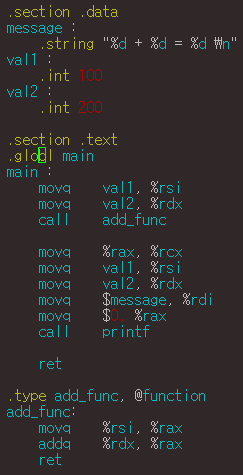 .section .data
message :
.string "%d + %d = %d ₩n"
val1 :
.int 100
val2 :
.int 200
.section .text
.globl main
main :
movq val1, %rsi
movq val2, %rdx
call add_func
movq %rax, %rcx
movq val1, %rsi
movq val2, %rdx
movq $message, %rdi
movq $0, %rax
call printf
ret
.type add_func, @function
add_func:
movq %rsi, %rax
addq %rdx, %rax
ret